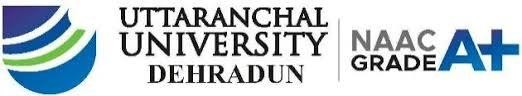 UTTARANCHAL
UNIVERSITY
DEHRADUN
NAAC
GRADE A+